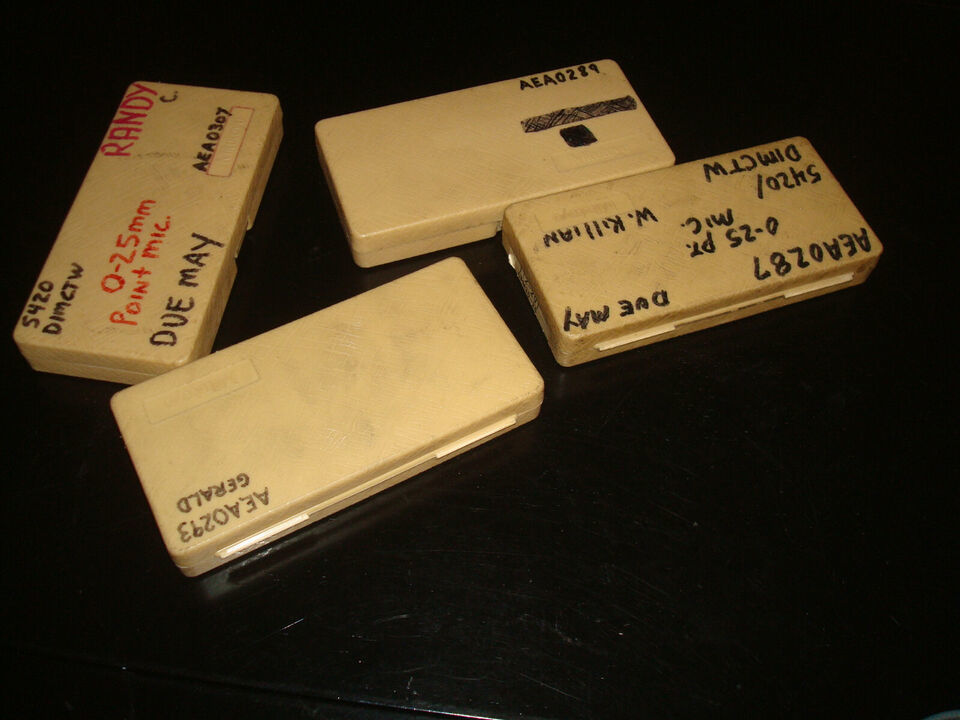 RANDY
C.
AEA0307
0-25mm
POINT MIC.
DUE MAY
5420
DIMCTW
AEA0289
5420/
DIMCTW
0-25 PT.
MIC.
W. KILLIAN
AEA0287
DUE MAY
AEA0293
GERALD